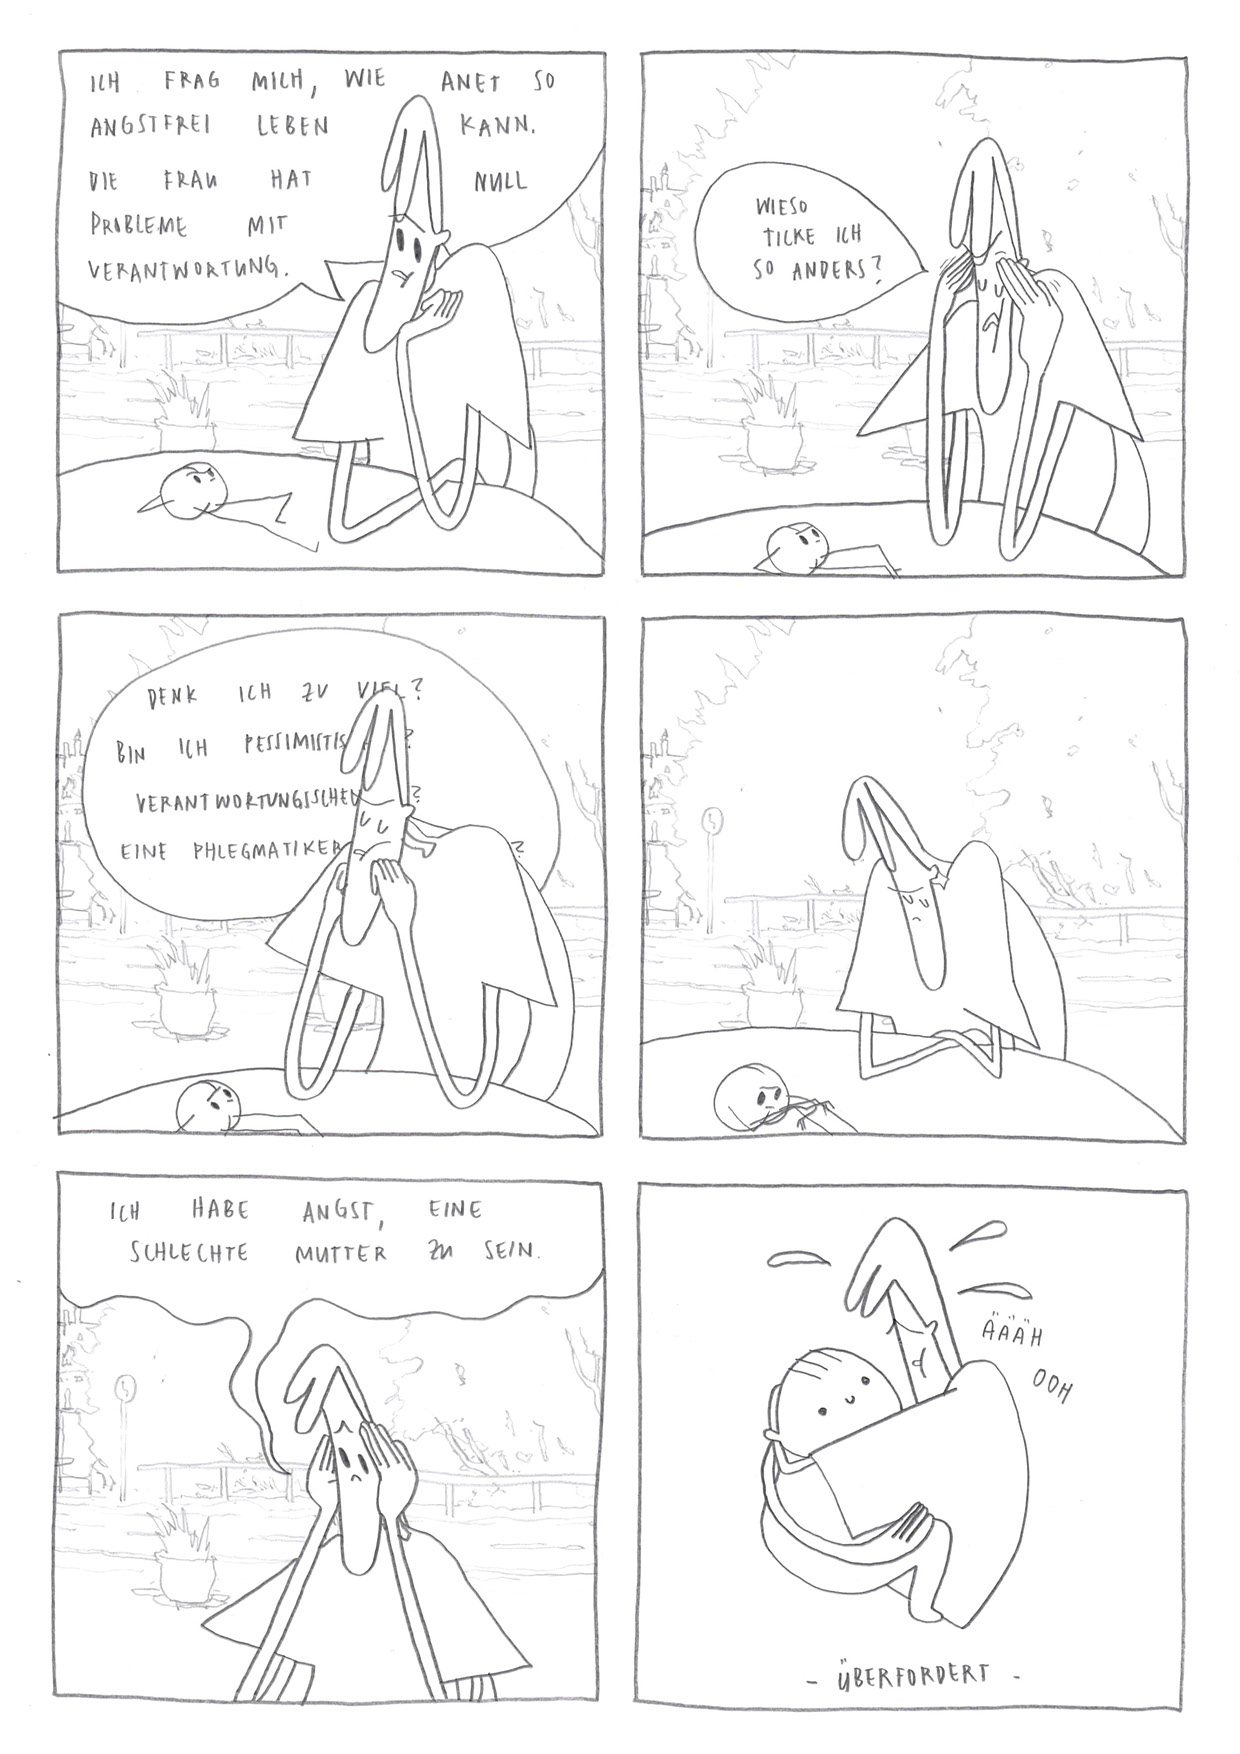 ICH FRAG MICH, WIE ANET SO
ANGSTFREI LEBEN KANN.
DIE FRAU HAT NULL
PROBLEME MIT
VERANTWORTUNG.
WIESO
TICKE ICH
SO ANDERS?
DENK ICH ZU VIEL?
BIN ICH ?
?
EINE ?
ICH HABE ANGST, EINE
SCHLECHTE MUTTER ZU SEIN.
ÄÄÄH
OOH
- ÜBERFORDERT -